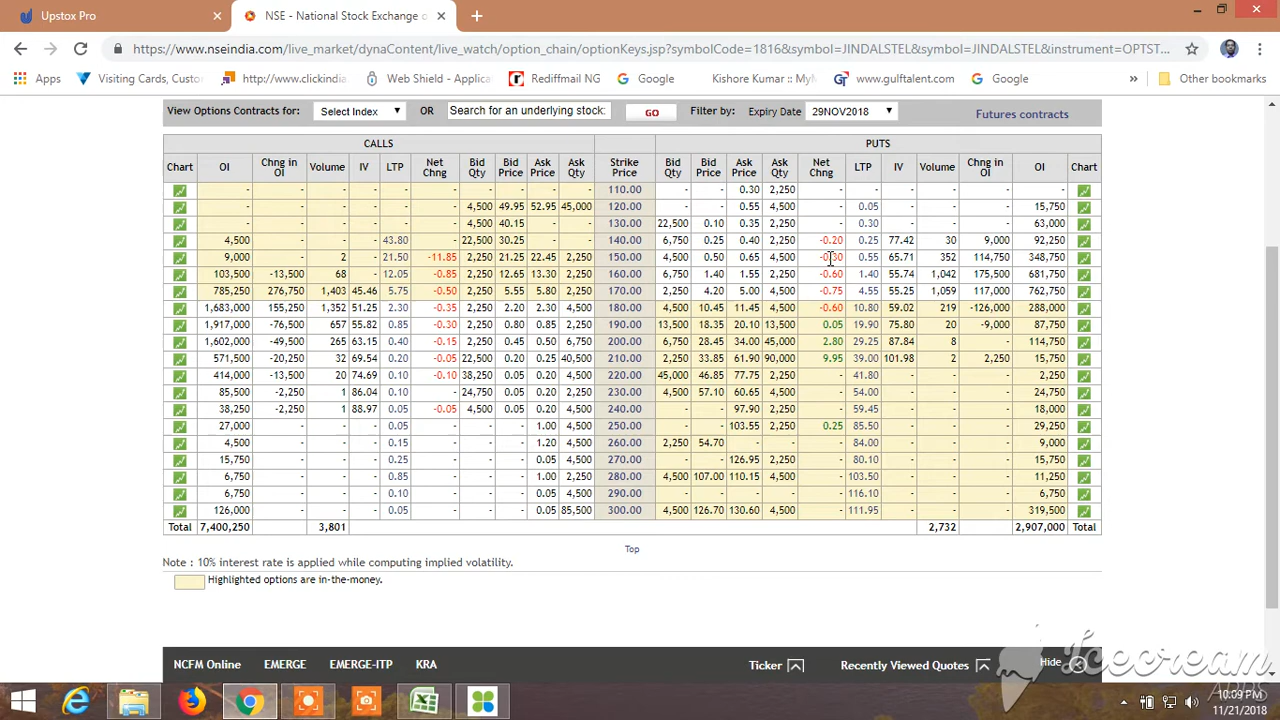 Upstox Pro
NSE - National Stock Exchange o
https://www.nseindia.com/live_market/dynaContent/live_watch/option_chain/optionKeys.jsp?symbolCode=1816&symbol=JINDALSTEL&symbol=JINDALSTEL&instrument=OPTST...
Apps Visiting Cards, Custo http://www.clickindi Web Shield - Applica Rediffmail NG Google Kishore Kumar :: My www.gulftalent.com Google » Other bookmarks
View Options Contracts for: Select Index OR Search for an underlying stock: GO Filter by: Expiry Date 29NOV2018 Futures contracts
CALLS PUTS
Chart OI Chng in OI Volume IV LTP Net Chng Bid Qty Bid Price Ask Price Ask Qty Strike Price Bid Qty Bid Price Ask Price Ask Qty Net Chng LTP IV Volume Chng in OI OI Chart
- - - - - - - - - - 110.00 - - 0.30 2,250 - - - - - -
- - - - - - 4,500 49.95 52.95 45,000 120.00 - - 0.55 4,500 - 0.05 - - - 15,750
- - - - - - 4,500 40.15 - - 130.00 22,500 0.10 0.35 2,250 - 0.30 - - - 63,000
4,500 - - - 43.80 - 22,500 30.25 - - 140.00 6,750 0.25 0.40 2,250 -0.20 0.25 77.42 30 9,000 92,250
9,000 - 2 - 21.50 -11.85 2,250 21.25 22.45 2,250 150.00 4,500 0.50 0.65 4,500 -0.30 0.55 65.71 352 114,750 348,750
103,500 -13,500 68 - 12.05 -0.85 2,250 12.65 13.30 2,250 160.00 6,750 1.40 1.55 2,250 -0.60 1.40 55.74 1,042 175,500 681,750
785,250 276,750 1,403 45.46 5.75 -0.50 2,250 5.55 5.80 2,250 170.00 2,250 4.20 5.00 4,500 -0.75 4.55 55.25 1,059 117,000 762,750
1,683,000 155,250 1,352 51.25 2.30 -0.35 2,250 2.20 2.30 4,500 180.00 4,500 10.45 11.45 4,500 -0.60 10.80 59.02 219 -126,000 288,000
1,917,000 -76,500 657 55.82 0.85 -0.30 2,250 0.80 0.85 2,250 190.00 13,500 18.35 20.10 13,500 0.05 19.90 75.80 20 -9,000 87,750
1,602,000 -49,500 265 63.15 0.40 -0.15 2,250 0.45 0.50 6,750 200.00 6,750 28.45 34.00 45,000 2.80 29.25 87.84 8 - 114,750
571,500 -20,250 32 69.54 0.20 -0.05 22,500 0.20 0.25 40,500 210.00 2,250 33.85 61.90 90,000 9.95 39.00 101.98 2 2,250 15,750
414,000 -13,500 20 74.69 0.10 -0.10 38,250 0.05 0.20 4,500 220.00 45,000 46.85 77.75 2,250 - 41.80 - - - 2,250
85,500 -2,250 1 86.04 0.10 - 24,750 0.05 0.20 4,500 230.00 4,500 57.10 60.65 4,500 - 54.00 - - - 24,750
38,250 -2,250 1 88.97 0.05 -0.05 4,500 0.05 0.20 4,500 240.00 - - 97.90 2,250 - 59.45 - - - 18,000
27,000 - - - 0.05 - - - 1.00 4,500 250.00 - - 103.55 2,250 0.25 85.50 - - - 29,250
4,500 - - - 0.15 - - - 1.20 4,500 260.00 2,250 54.70 - - - 84.00 - - - 9,000
15,750 - - - 0.25 - - - 0.05 4,500 270.00 - - 126.95 2,250 - 80.10 - - - 15,750
6,750 - - - 0.85 - - - 1.00 2,250 280.00 4,500 107.00 110.15 4,500 - 103.50 - - - 11,250
6,750 - - - 0.10 - - - 0.05 4,500 290.00 - - - - - 116.10 - - - 6,750
126,000 - - - 0.05 - - - 0.05 85,500 300.00 4,500 126.70 130.60 4,500 - 111.95 - - - 319,500
Total 7,400,250 3,801 2,732 2,907,000 Total
Top
Note : 10% interest rate is applied while computing implied volatility.
Highlighted options are in-the-money.
NCFM Online EMERGE EMERGE-ITP KRA Ticker Recently Viewed Quotes Hide
Icecream
APPS
10:09 PM
11/21/2018